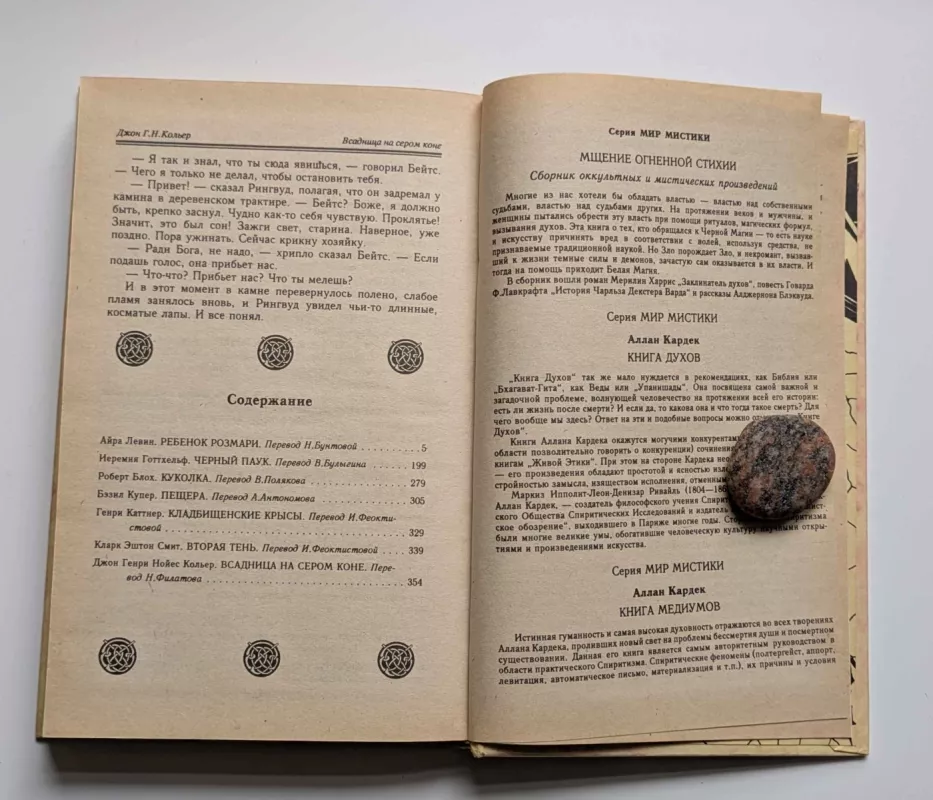 Джон Г.Н.Кольер
Всадница на сером коне
— Я так и знал, что ты сюда явишься, — говорил Бейтс.
— Чего я только не делал, чтобы остановить тебя.
— Привет! — сказал Рингвуд, полагая, что он задремал у
камина в деревенском трактире. — Бейтс? Боже, я должно
быть, крепко заснул. Чудно как-то себя чувствую. Проклятье!
Значит, это был сон! Зажги свет, старина. Наверное, уже
поздно. Пора ужинать. Сейчас крикну хозяйку.
— Ради Бога, не надо, — хрипло сказал Бейтс. — Если
подашь голос, она прибьет нас.
— Что-что? Прибьет нас? Что ты мелешь?
И в этот момент в камне перевернулось полено, слабое
пламя занялось вновь, и Рингвуд увидел чьи-то длинные,
косматые лапы. И все понял.
Содержание
Айра Левин. РЕБЕНОК РОЗМАРИ. Перевод Н.Бунтовой . . . . . . . 5
Иеремия Готтхельф. ЧЕРНЫЙ ПАУК. Перевод В.Булыгина . . . 199
Роберт Блох. КУКОЛКА. Перевод В.Полякова . . . . . . . . . . . 279
Бэзил Купер. ПЕЩЕРА. Перевод А.Антономова . . . . . . . . . . 305
Генри Каттнер. КЛАДБИЩЕНСКИЕ КРЫСЫ. Перевод И.Феокти-
стовой . . . . . . . . . . . . . . . . . . . . . . . . . . . . 329
Кларк Эштон Смит. ВТОРАЯ ТЕНЬ. Перевод И.Феоктистовой . . . . 339
Джон Генри Нойес Кольер. ВСАДНИЦА НА СЕРОМ КОНЕ. Пере-
вод Н.Филатова . . . . . . . . . . . . . . . . . . . . . . . . 354
Серия МИР МИСТИКИ
МЩЕНИЕ ОГНЕННОЙ СТИХИИ
Сборник оккультных и мистических произведений
Многие из нас хотели бы обладать властью — властью над собственными
судьбами, властью над судьбами других. На протяжении веков и мужчины, и
женщины пытались обрести эту власть при помощи ритуалов, магических формул,
вызывания духов. Эта книга о тех, кто обращался к Черной Магии — то есть науке
и искусству причинять вред в соответствии с волей, используя средства, не
признаваемые традиционной наукой. Но Зло порождает Зло, и некромант, вызвав-
ший к жизни темные силы и демонов, зачастую сам оказывается в их власти. И
тогда на помощь приходит Белая Магия.
В сборник вошли роман Мерилин Харрис „Заклинатель духов“, повесть Говарда
Ф.Лавкрафта „История Чарльза Декстера Варда“ и рассказы Алджернона Блэквуда.
Серия МИР МИСТИКИ
Аллан Кардек
КНИГА ДУХОВ
„Книга Духов“ так же мало нуждается в рекомендациях, как Библия или
„Бхагават-Гита“, как Веды или „Упанишады“. Она посвящена самой важной и
загадочной проблеме, волнующей человечество на протяжении всей его истории:
есть ли жизнь после смерти? И если да, то какова она и что тогда такое смерть? Для
чего вообще мы здесь? Ответ на эти и подобные вопросы можно Книге
Духов“.
Книги Аллана Кардека окажутся могучими конкурентами
области позволительно говорить о конкуренции) сочинени
книгам „Живой Этики“. При этом на стороне Кардека
— его произведения обладают простотой и ясностью
стройностью замысла, изяществом исполнения,
Маркиз Ипполит-Леон-Денизар Ривайль (1804—
Аллан Кардек, — создатель философского учения
ского Общества Спиритических Исследований и издатель ист-
ское обозрение“, выходившего в Париже многие годы. Спиритизма
были многие великие умы, обогатившие человеческую культуру научными откры-
тиями и произведениями искусства.
Серия МИР МИСТИКИ
Аллан Кардек
КНИГА МЕДИУМОВ
Истинная гуманность и самая высокая духовность отражаются во всех творениях
Аллана Кардека, проливших новый свет на проблемы бессмертия души и посмертном
существовании. Данная его книга является самым авторитетным руководством в
области практического Спиритизма. Спиритические феномены (полтергейст, аппорт,
левитация, автоматическое письмо, материализация и т.п.), их причины и условия